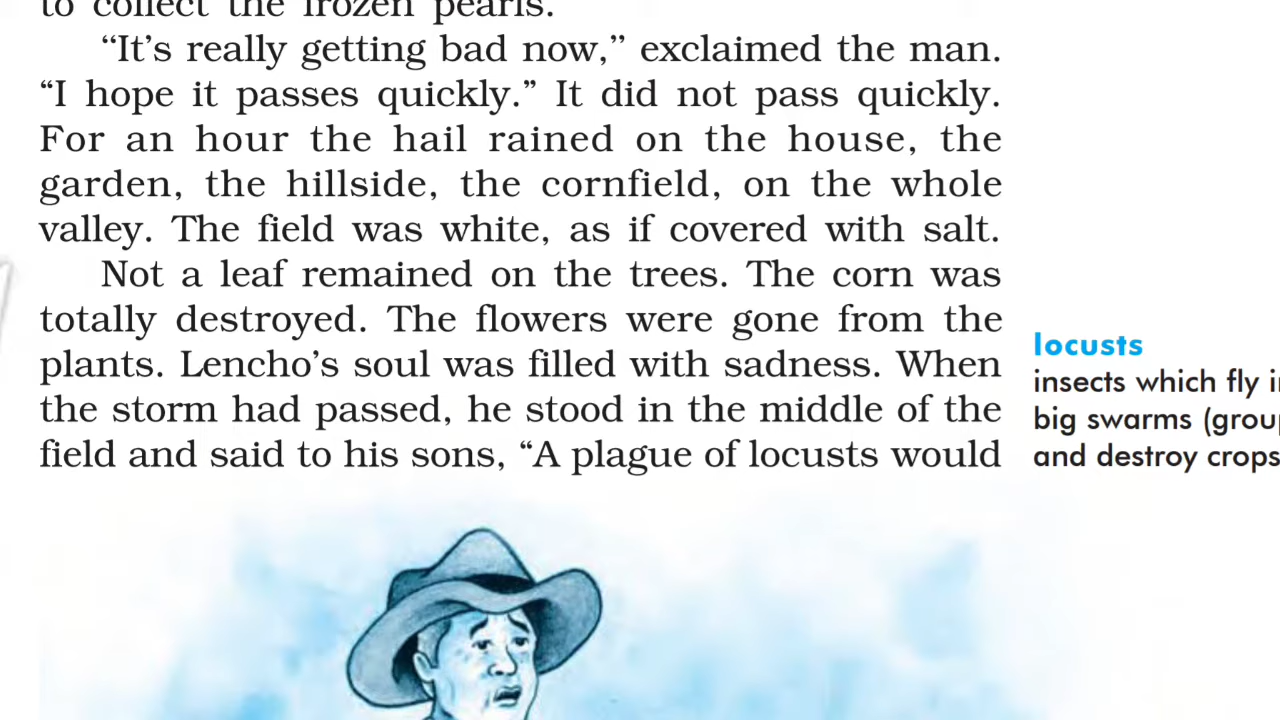 to collect the frozen pearls.
“It’s really getting bad now,” exclaimed the man.
“I hope it passes quickly.” It did not pass quickly.
For an hour the hail rained on the house, the
garden, the hillside, the cornfield, on the whole
valley. The field was white, as if covered with salt.
Not a leaf remained on the trees. The corn was
totally destroyed. The flowers were gone from the
plants. Lencho’s soul was filled with sadness. When
the storm had passed, he stood in the middle of the
field and said to his sons, “A plague of locusts would
locusts
insects which fly
big swarms
and destroy crops